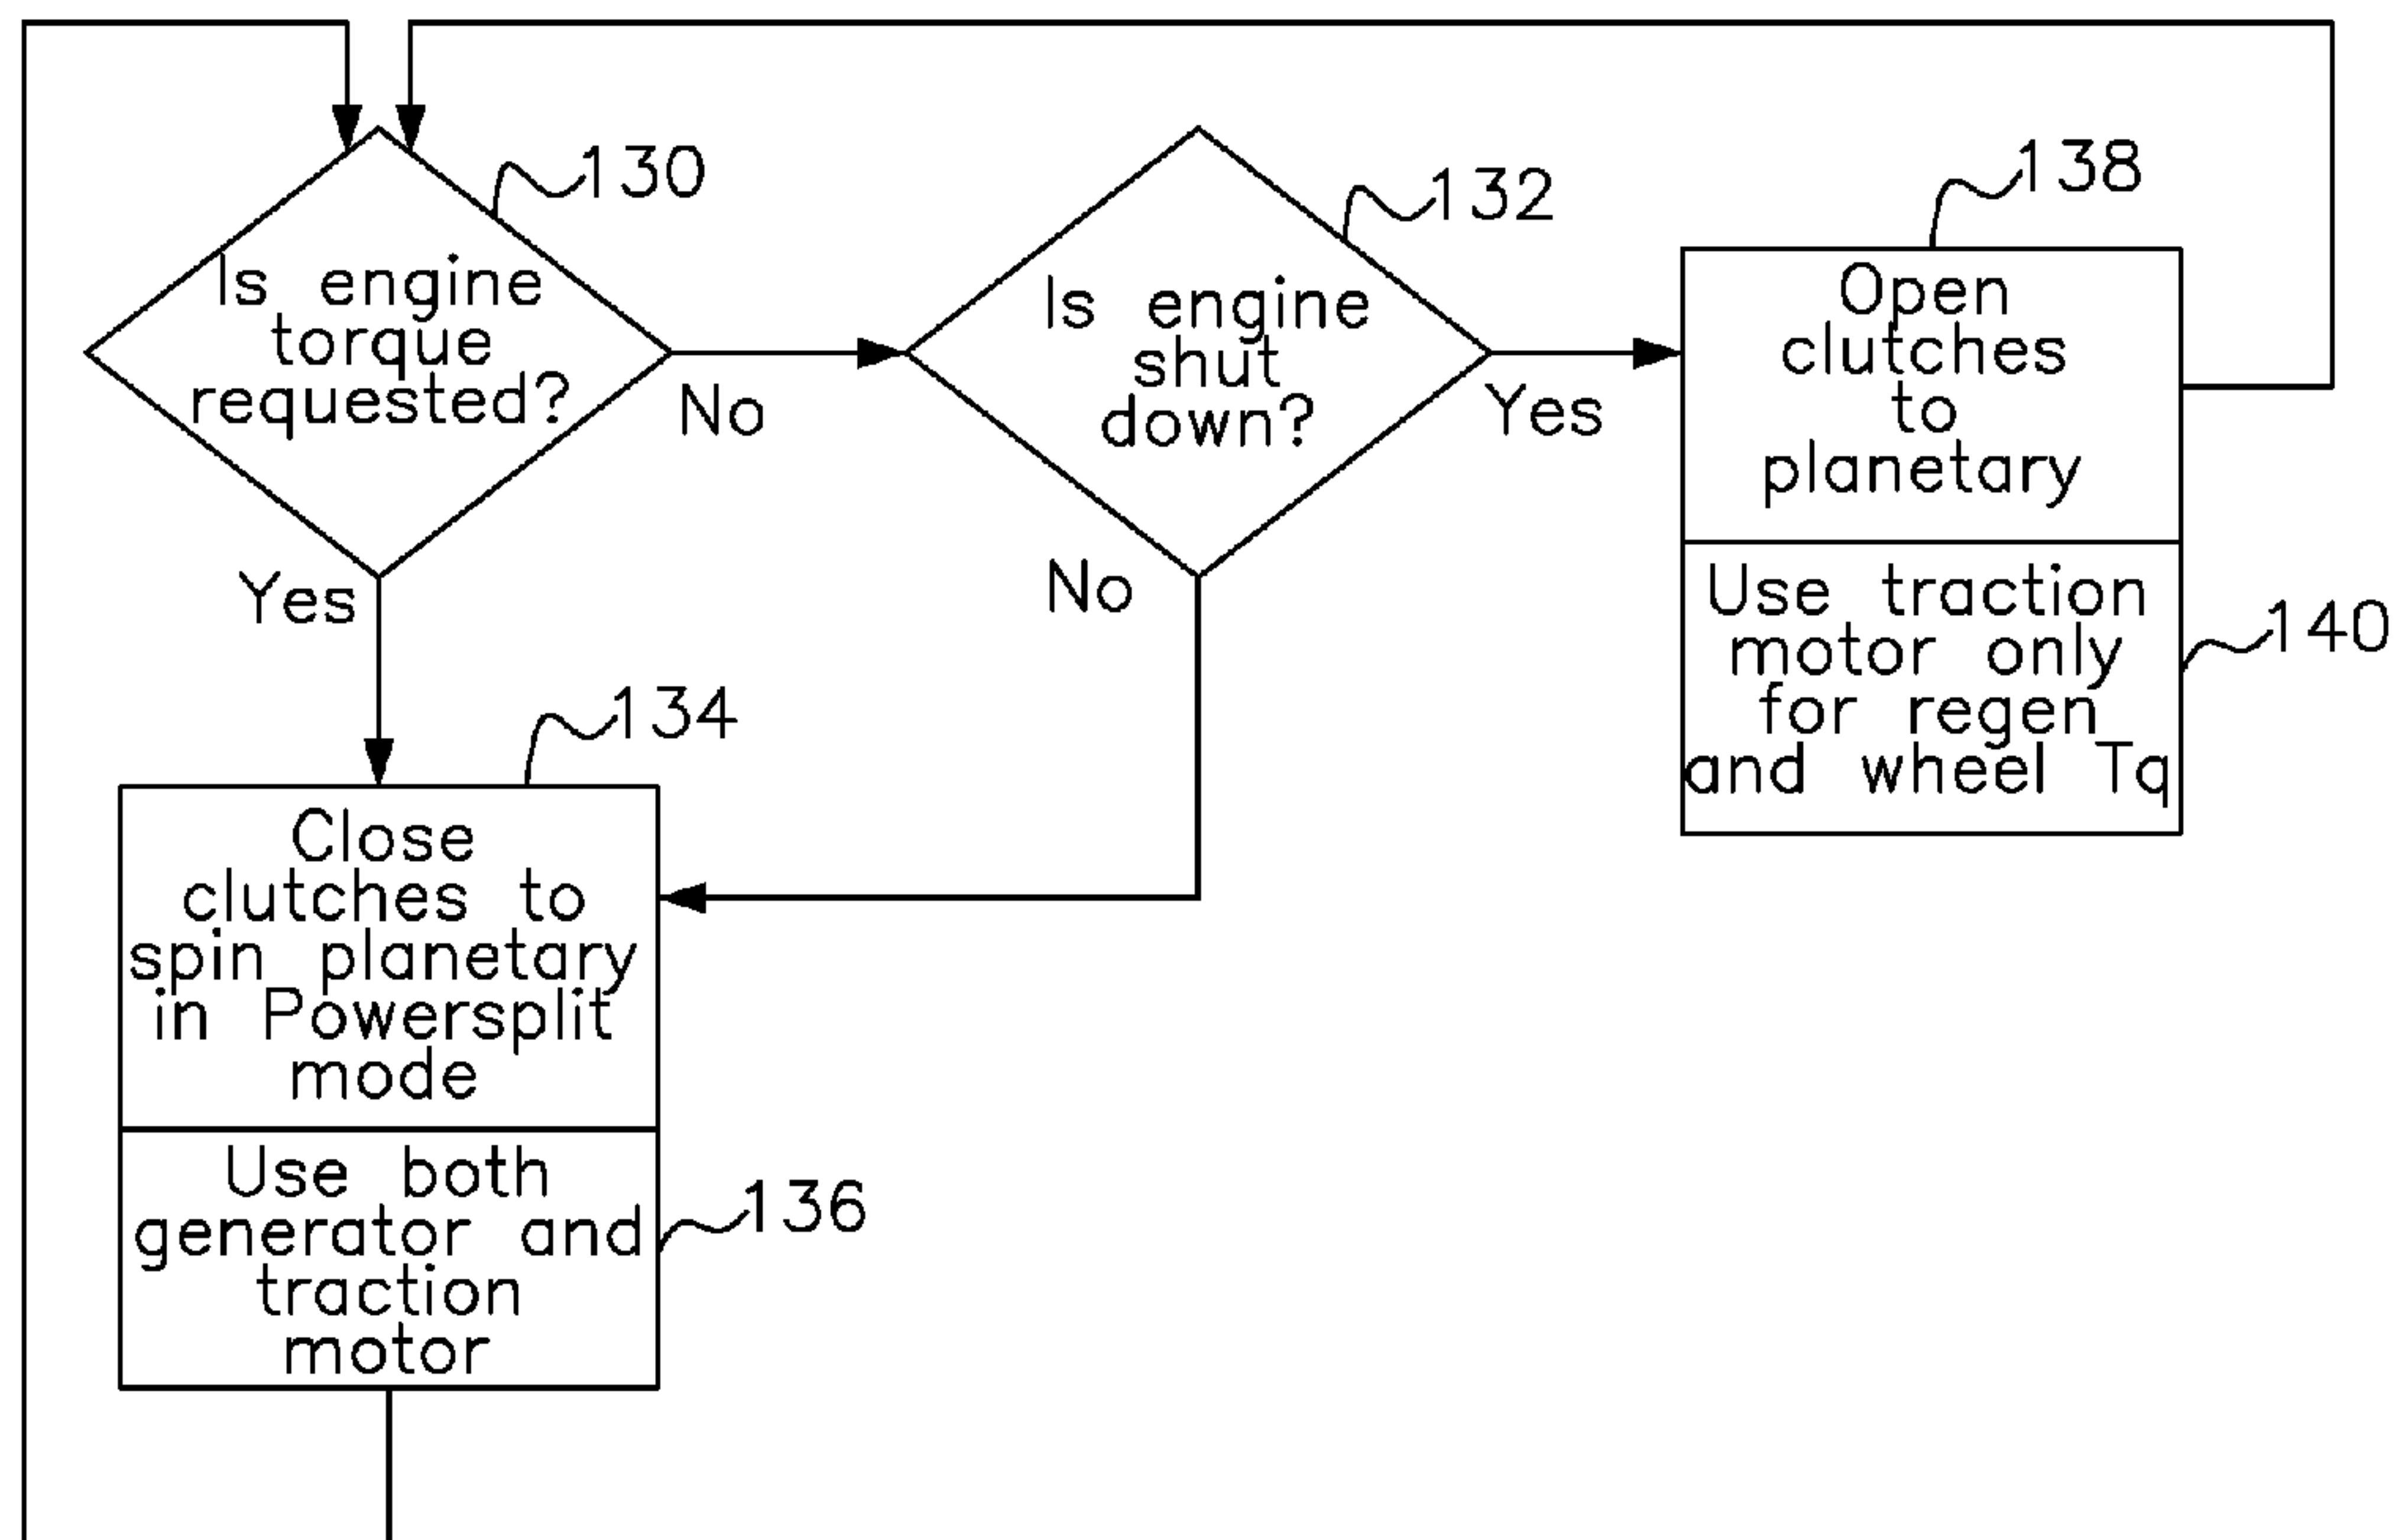 130
Is engine
torque
requested?
No
Yes
132
Is engine
shut
down?
Yes
No
138
Open
clutches
to
planetary
Use traction
motor only
for regen
and wheel Tq
140
134
Close
clutches to
spin planetary
in Powersplit
mode
Use both
generator and
traction
motor
136